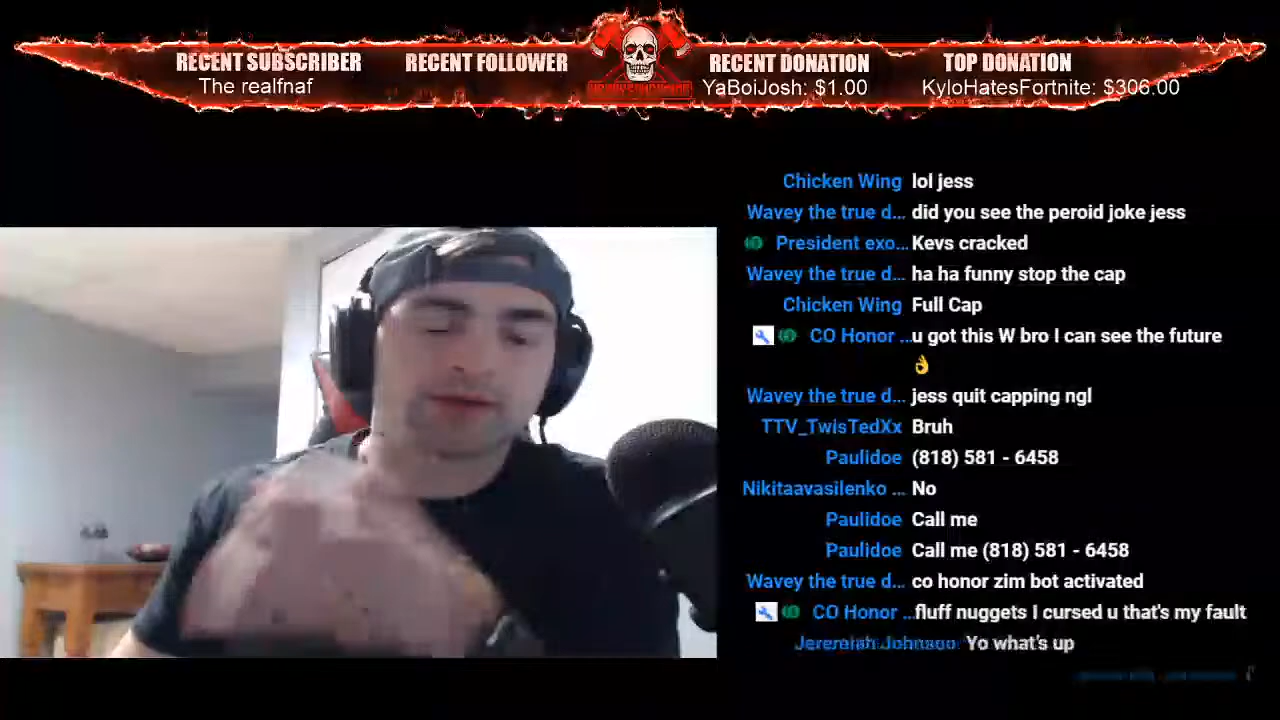 RECENT SUBSCRIBER
The realfnaf
RECENT FOLLOWER
RECENT DONATION
YaBoiJosh: $1.00
TOP DONATION
KyloHatesFortnite: $306.00
Chicken Wing lol jess
Wavey the true d... did you see the peroid joke jess
President exo... Kevs cracked
Wavey the true d... ha ha funny stop the cap
Chicken Wing Full Cap
CO Honor ... u got this W bro I can see the future
👌
Wavey the true d... jess quit capping ngl
TTV_TwisTedXx Bruh
Paulidoe (818) 581 - 6458
Nikitaavasilenko ... No
Paulidoe Call me
Paulidoe Call me (818) 581 - 6458
Wavey the true d... co honor zim bot activated
CO Honor ... fluff nuggets I cursed u that's my fault
Jeremiah Johnson Yo what's up